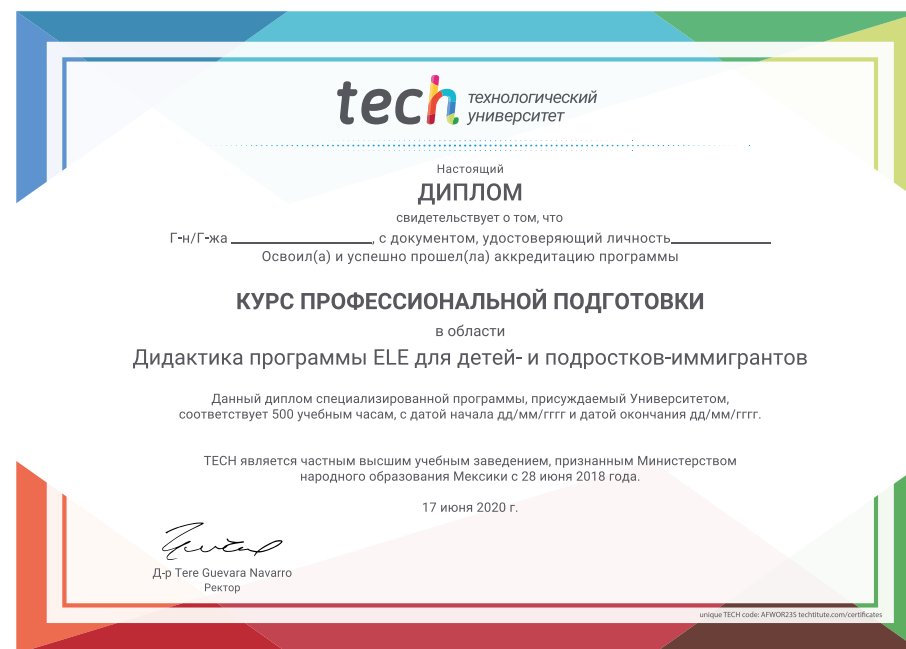 tech технологический
университет
Настоящий
ДИПЛОМ
свидетельствует о том, что
Г-н/Г-жа ________________, с документом, удостоверяющий личность____________
Освоил(а) и успешно прошел(ла) аккредитацию программы
КУРС ПРОФЕССИОНАЛЬНОЙ ПОДГОТОВКИ
в области
Дидактика программы ELE для детей- и подростков-иммигрантов
Данный диплом специализированной программы, присуждаемый Университетом,
соответствует 500 учебным часам, с датой начала дд/мм/гггг и датой окончания дд/мм/гггг.
TECH является частным высшим учебным заведением, признанным Министерством
народного образования Мексики с 28 июня 2018 года.
17 июня 2020 г.
Д-р Tere Guevara Navarro
Ректор
unique TECH code: AFWOR23S techtitute.com/certificates